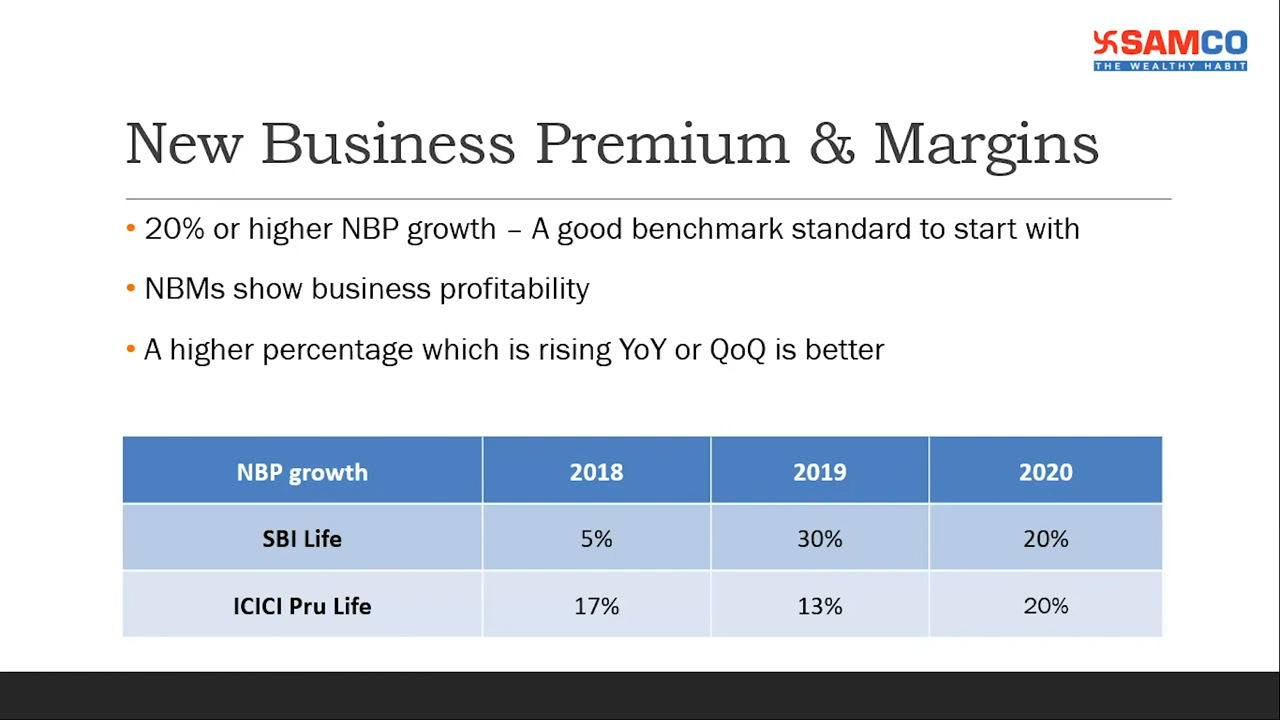 SAMCO
THE WEALTHY HABIT
New Business Premium & Margins
• 20% or higher NBP growth – A good benchmark standard to start with
• NBMs show business profitability
• A higher percentage which is rising YoY or QoQ is better
NBP growth 2018 2019 2020
SBI Life 5% 30% 20%
ICICI Pru Life 17% 13% 20%